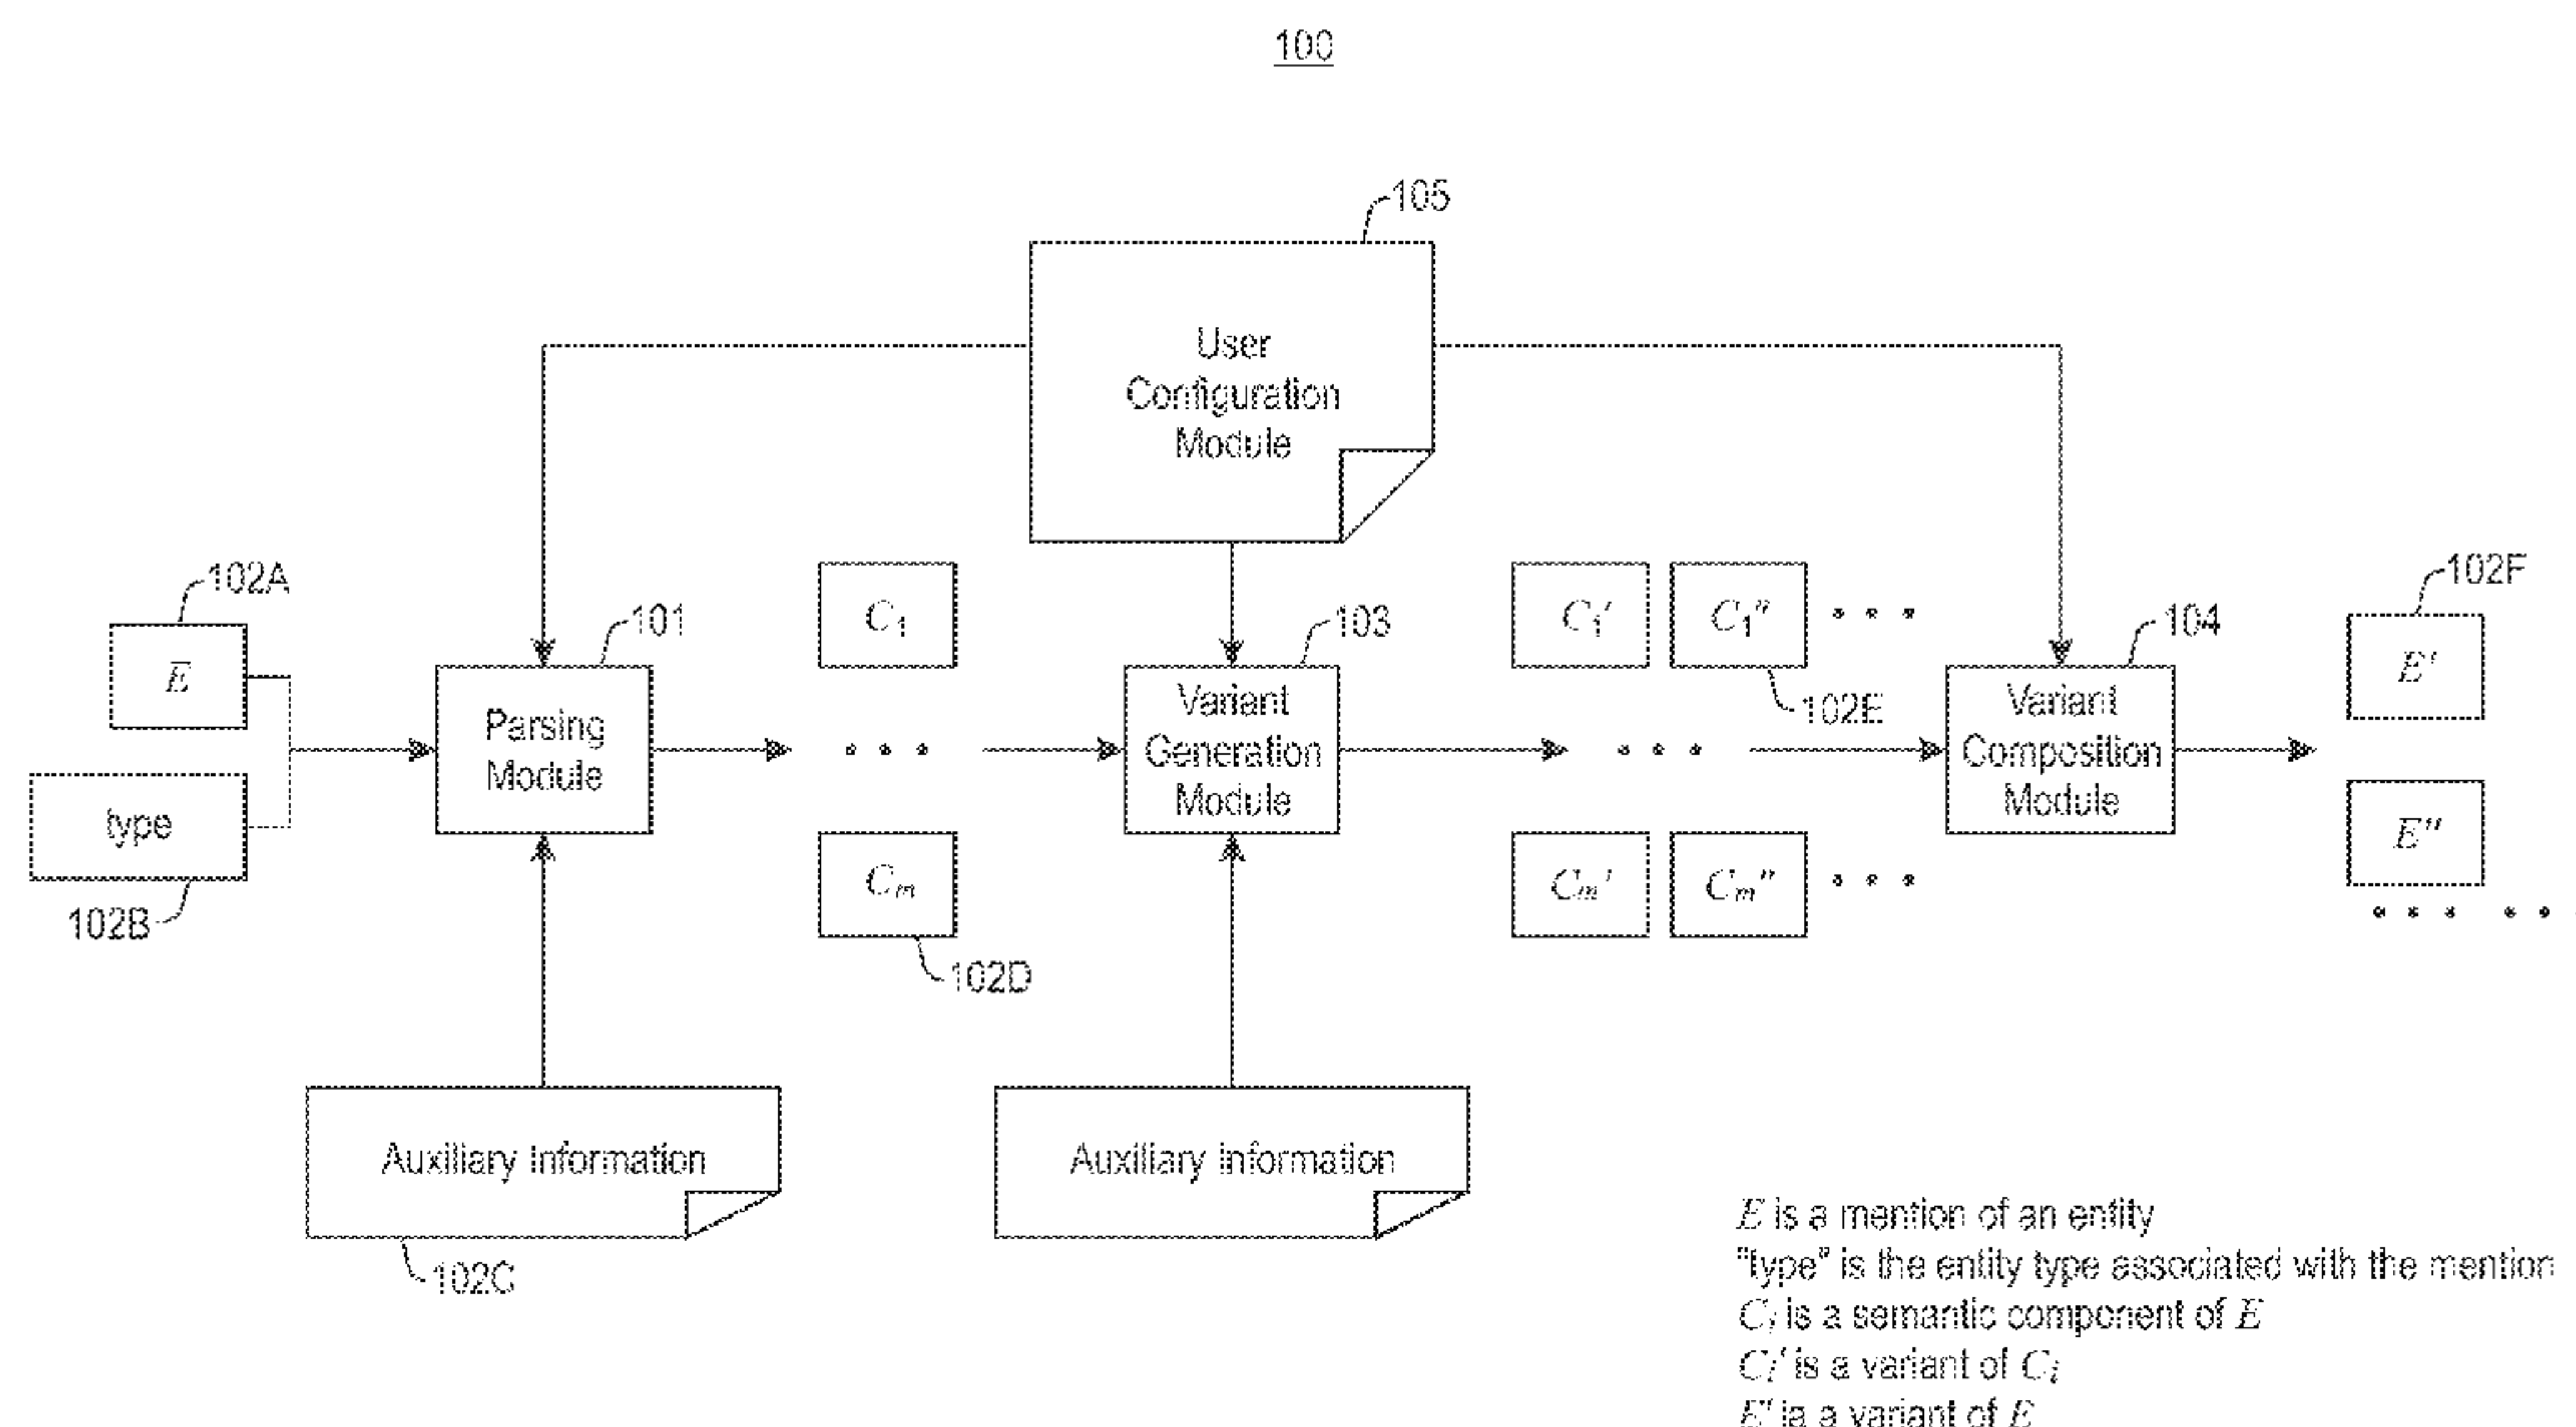 100
105
User
Configuration
Module
102A
E
type
102B
101
Parsing
Module
C₁
• • •
Cₘ
102D
103
Variant
Generation
Module
C₁' C₁" • • •
102E
• • •
Cₘ' Cₘ" • • •
104
Variant
Composition
Module
102F
E'
E"
• • • • •
Auxiliary Information
102C
Auxiliary Information
E is a mention of an entity
"type" is the entity type associated with the mention
Cᵢ is a semantic component of E
Cᵢ' is a variant of Cᵢ
E' ia a variant of E